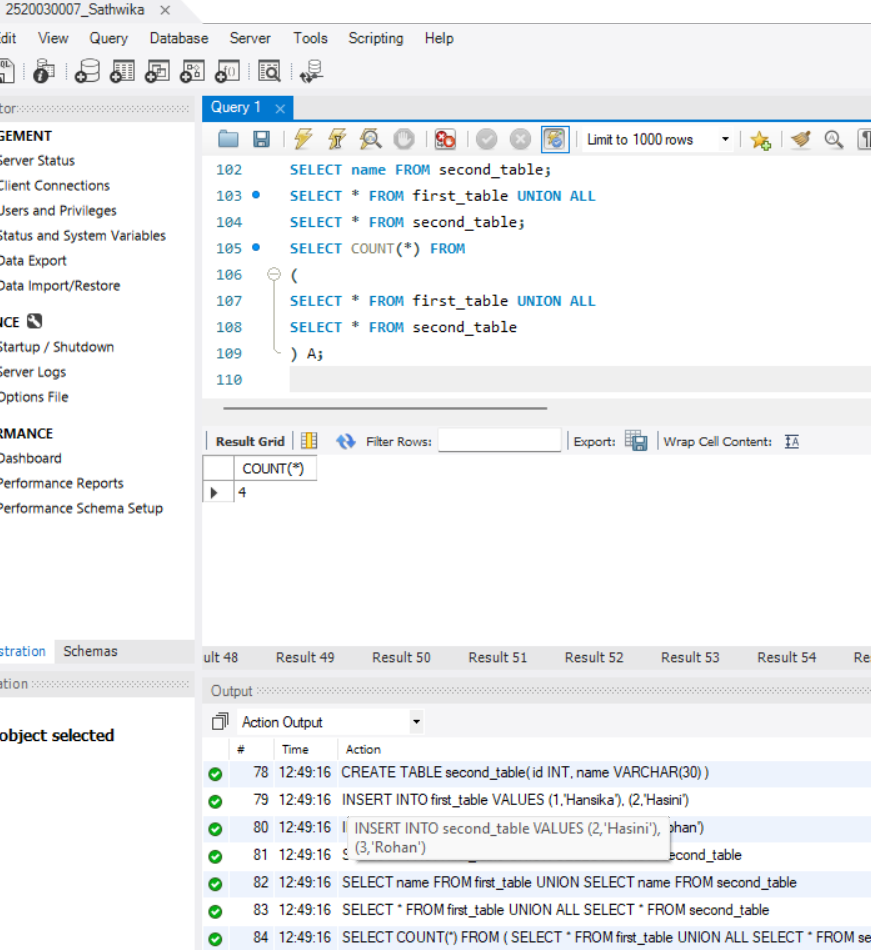 2520030007_Sathwika ×
Edit View Query Database Server Tools Scripting Help
Query 1 ×
Server Status
Client Connections
Users and Privileges
Status and System Variables
Data Export
Data Import/Restore
Startup / Shutdown
Server Logs
Options File
Dashboard
Performance Reports
Performance Schema Setup
Limit to 1000 rows
102 SELECT name FROM second_table;
103 SELECT * FROM first_table UNION ALL
104 SELECT * FROM second_table;
105 SELECT COUNT(*) FROM
106 (
107 SELECT * FROM first_table UNION ALL
108 SELECT * FROM second_table
109 ) A;
110
Result Grid Filter Rows: Export: Wrap Cell Content: IA
COUNT(*)
4
stration Schemas
object selected
ult 48 Result 49 Result 50 Result 51 Result 52 Result 53 Result 54 Re
Output
Action Output
# Time Action
78 12:49:16 CREATE TABLE second_table( id INT, name VARCHAR(30) )
79 12:49:16 INSERT INTO first_table VALUES (1,'Hansika'), (2,'Hasini')
80 12:49:16 I ohan')
INSERT INTO second_table VALUES (2,'Hasini'),
(3,'Rohan')
81 12:49:16 S econd_table
82 12:49:16 SELECT name FROM first_table UNION SELECT name FROM second_table
83 12:49:16 SELECT * FROM first_table UNION ALL SELECT * FROM second_table
84 12:49:16 SELECT COUNT(*) FROM ( SELECT * FROM first_table UNION ALL SELECT * FROM se